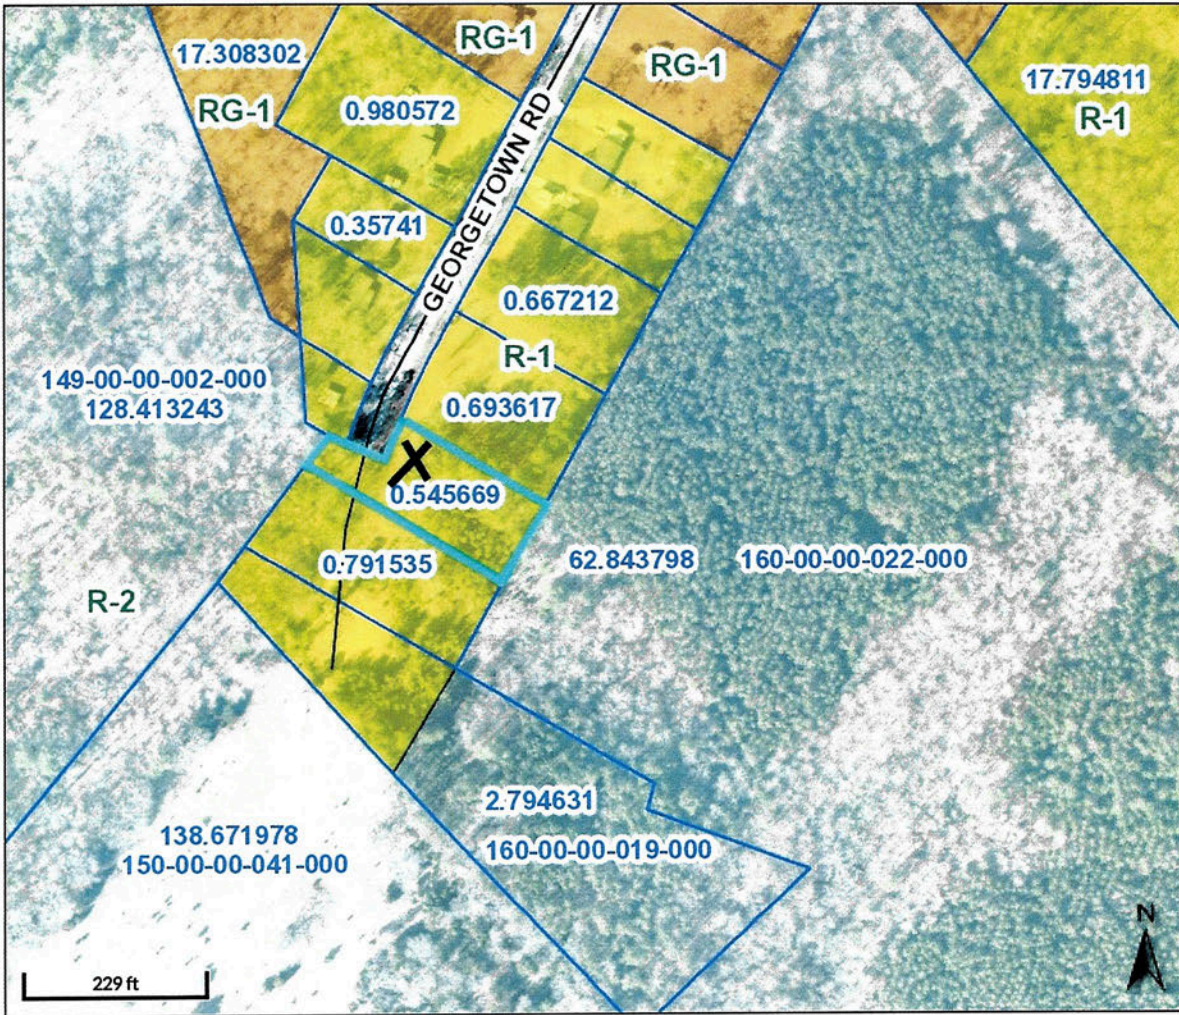 RG-1
17.308302
RG-1
17.794811
RG-1
0.980572
R-1
GEORGETOWN RD
0.35741
0.667212
R-1
149-00-00-002-000
128.413243
0.693617
X
0.545669
0.791535
62.843798
160-00-00-022-000
R-2
2.794631
138.671978
150-00-00-041-000
160-00-00-019-000
N
229 ft